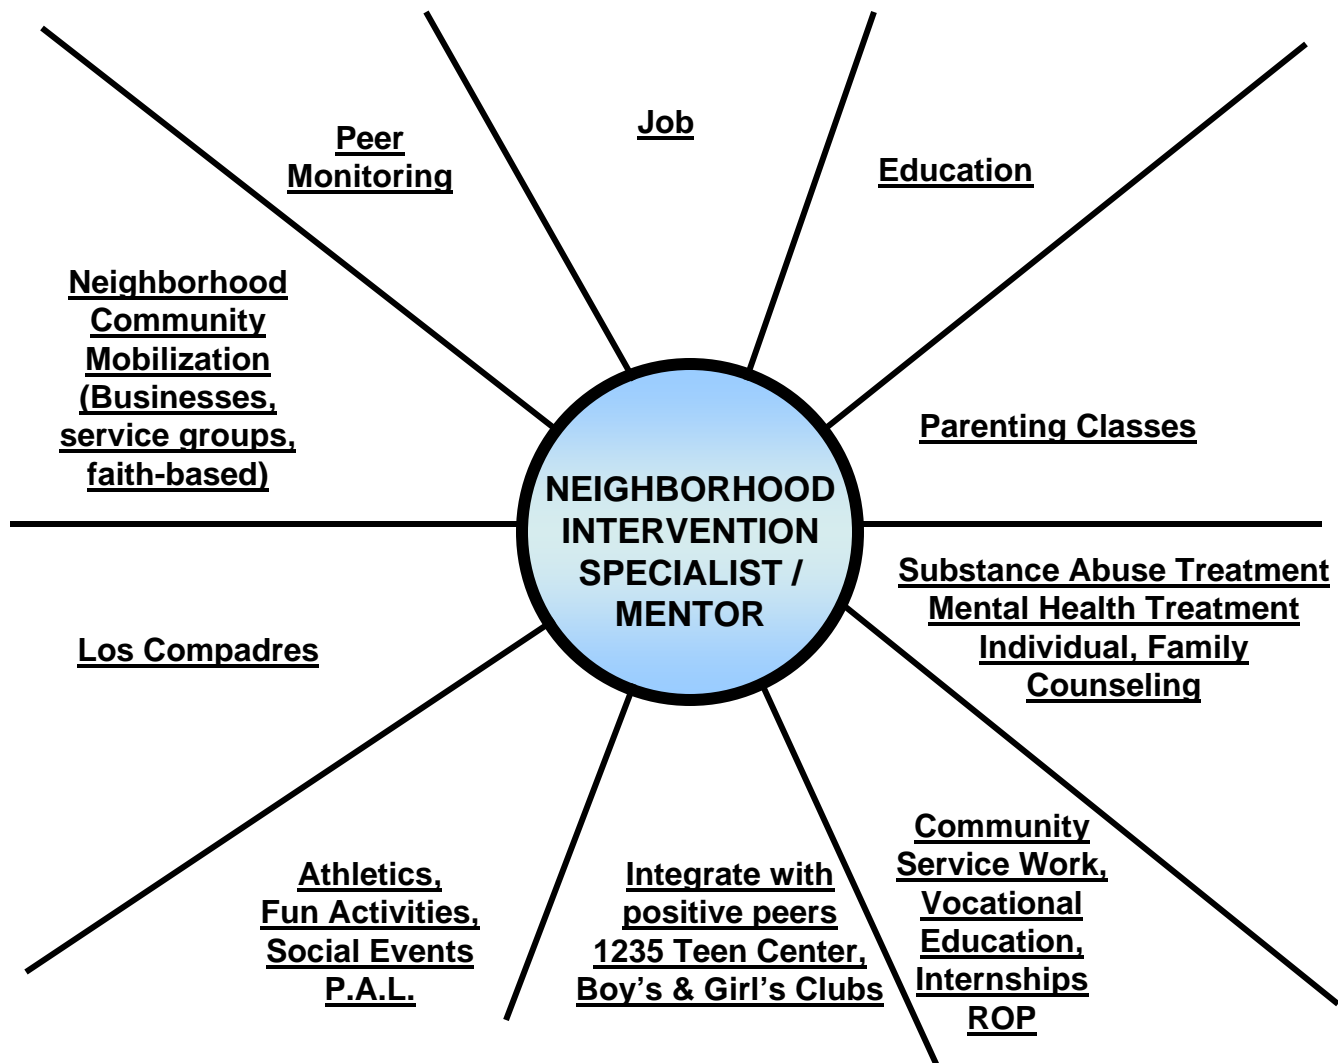 Job
Peer
Monitoring
Education
Neighborhood
Community
Mobilization
(Businesses,
service groups,
faith-based)
Parenting Classes
NEIGHBORHOOD
INTERVENTION
SPECIALIST /
MENTOR
Substance Abuse Treatment
Mental Health Treatment
Individual, Family
Counseling
Los Compadres
Athletics,
Fun Activities,
Social Events
P.A.L.
Integrate with
positive peers
1235 Teen Center,
Boy's & Girl's Clubs
Community
Service Work,
Vocational
Education,
Internships
ROP